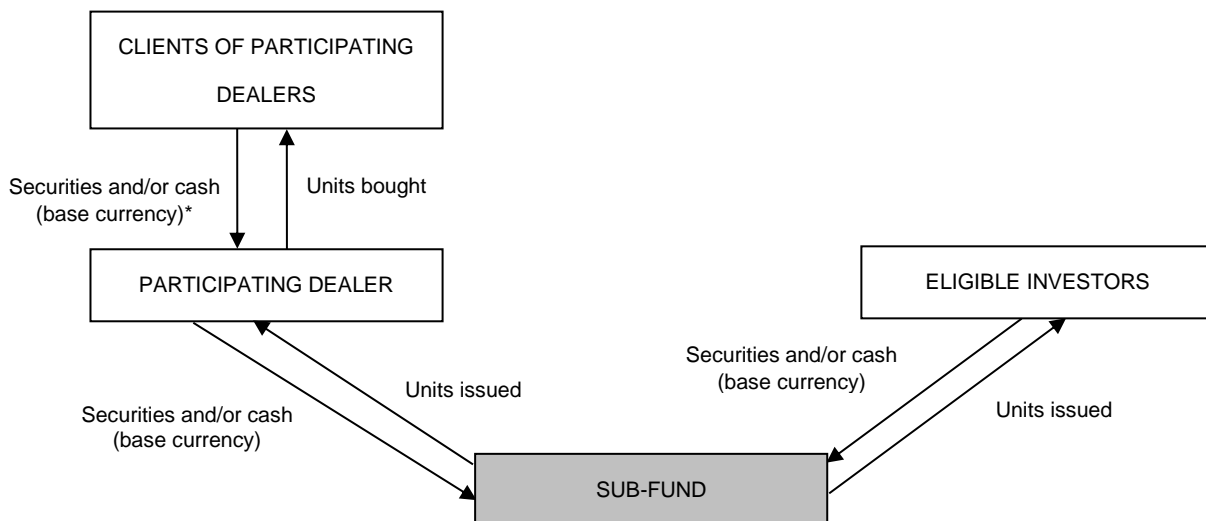 CLIENTS OF PARTICIPATING
DEALERS
Securities and/or cash
(base currency)*
Units bought
PARTICIPATING DEALER
ELIGIBLE INVESTORS
Securities and/or cash
(base currency)
Units issued
Securities and/or cash
(base currency)
Units issued
SUB-FUND